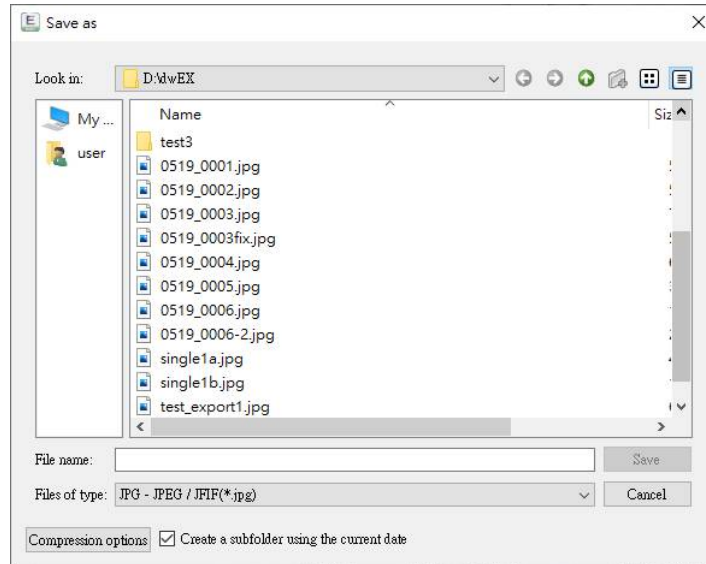 E Save as
Look in: D:\dwEX
My ...
user
Name Siz
test3
0519_0001.jpg
0519_0002.jpg
0519_0003.jpg
0519_0003fix.jpg
0519_0004.jpg
0519_0005.jpg
0519_0006.jpg
0519_0006-2.jpg
single1a.jpg
single1b.jpg
test_export1.jpg
File name: Save
Files of type: JPG - JPEG / JFIF(*.jpg) Cancel
Compression options Create a subfolder using the current date